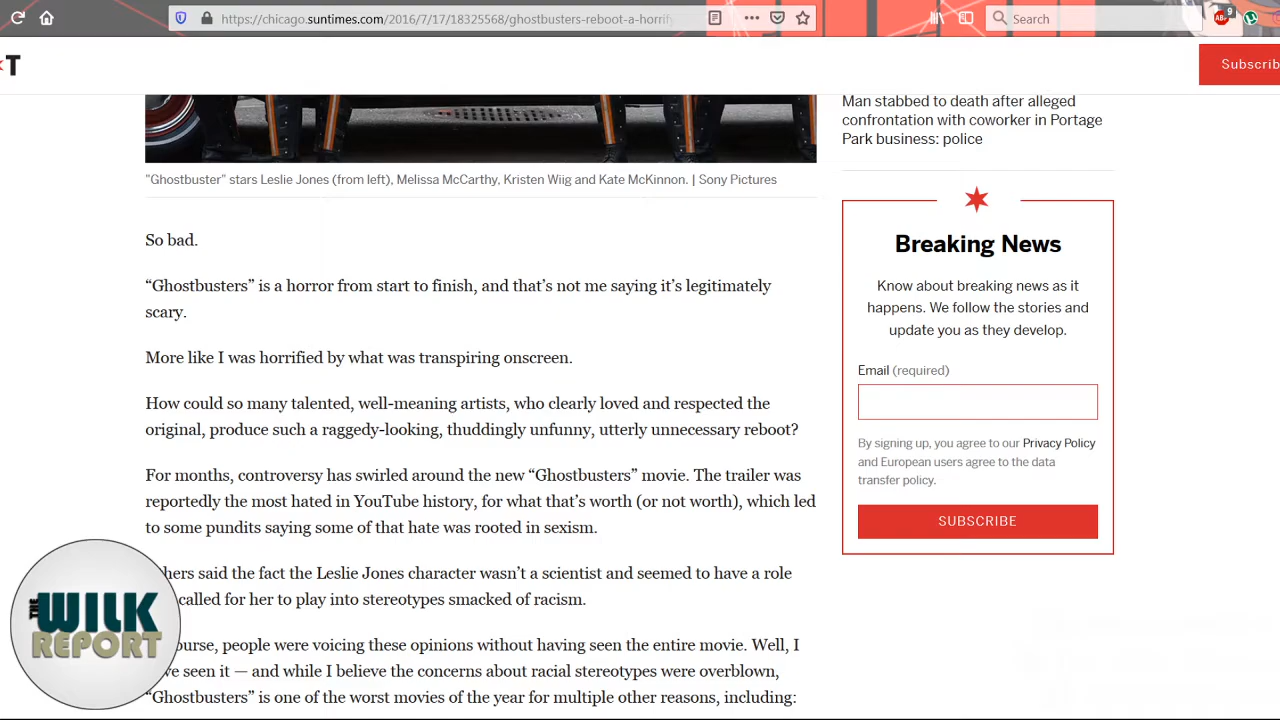 https://chicago.suntimes.com/2016/7/17/18325568/ghostbusters-reboot-a-horrify
Search
ABP
9
T
Subscrib
Man stabbed to death after alleged
confrontation with coworker in Portage
Park business: police
"Ghostbuster" stars Leslie Jones (from left), Melissa McCarthy, Kristen Wiig and Kate McKinnon. | Sony Pictures
So bad.
“Ghostbusters” is a horror from start to finish, and that’s not me saying it’s legitimately
scary.
More like I was horrified by what was transpiring onscreen.
How could so many talented, well-meaning artists, who clearly loved and respected the
original, produce such a raggedy-looking, thuddingly unfunny, utterly unnecessary reboot?
For months, controversy has swirled around the new “Ghostbusters” movie. The trailer was
reportedly the most hated in YouTube history, for what that’s worth (or not worth), which led
to some pundits saying some of that hate was rooted in sexism.
hers said the fact the Leslie Jones character wasn’t a scientist and seemed to have a role
called for her to play into stereotypes smacked of racism.
ourse, people were voicing these opinions without having seen the entire movie. Well, I
ve seen it — and while I believe the concerns about racial stereotypes were overblown,
“Ghostbusters” is one of the worst movies of the year for multiple other reasons, including:
Breaking News
Know about breaking news as it
happens. We follow the stories and
update you as they develop.
Email (required)
By signing up, you agree to our Privacy Policy
and European users agree to the data
transfer policy.
SUBSCRIBE
THE
WILK
REPORT